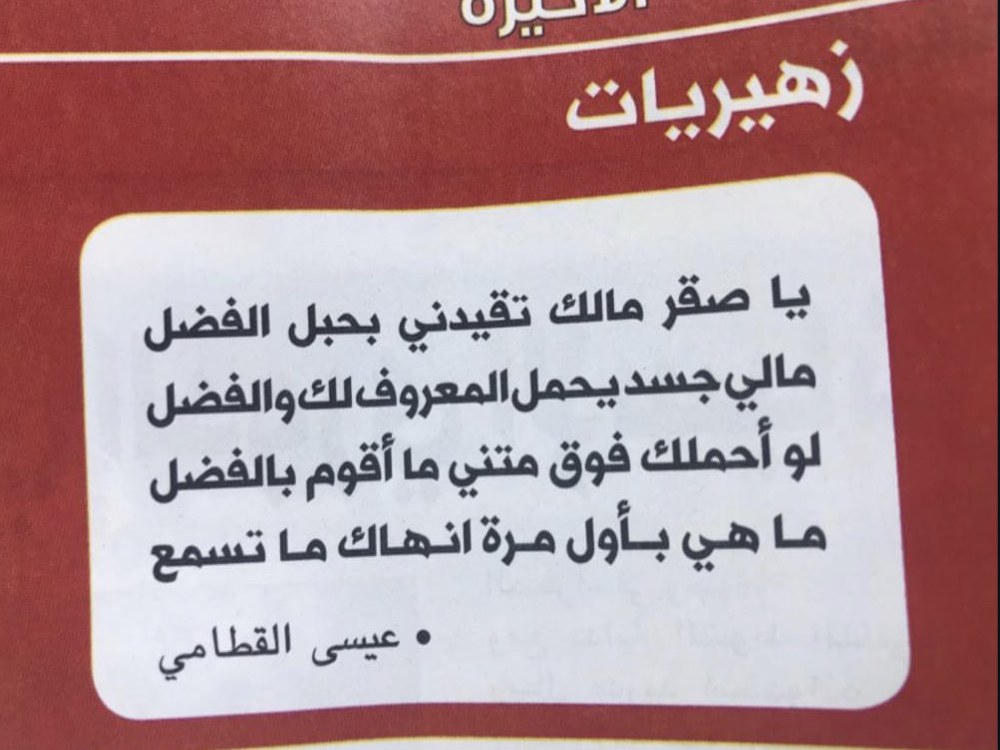 الأخيرة
زهيريات
يا صقر مالك تقيدني بحبل الفضل
مالي جسد يحمل المعروف لك والفضل
لو أحملك فوق متني ما أقوم بالفضل
ما هي بأول مرة انهاك ما تسمع
• عيسى القطامي